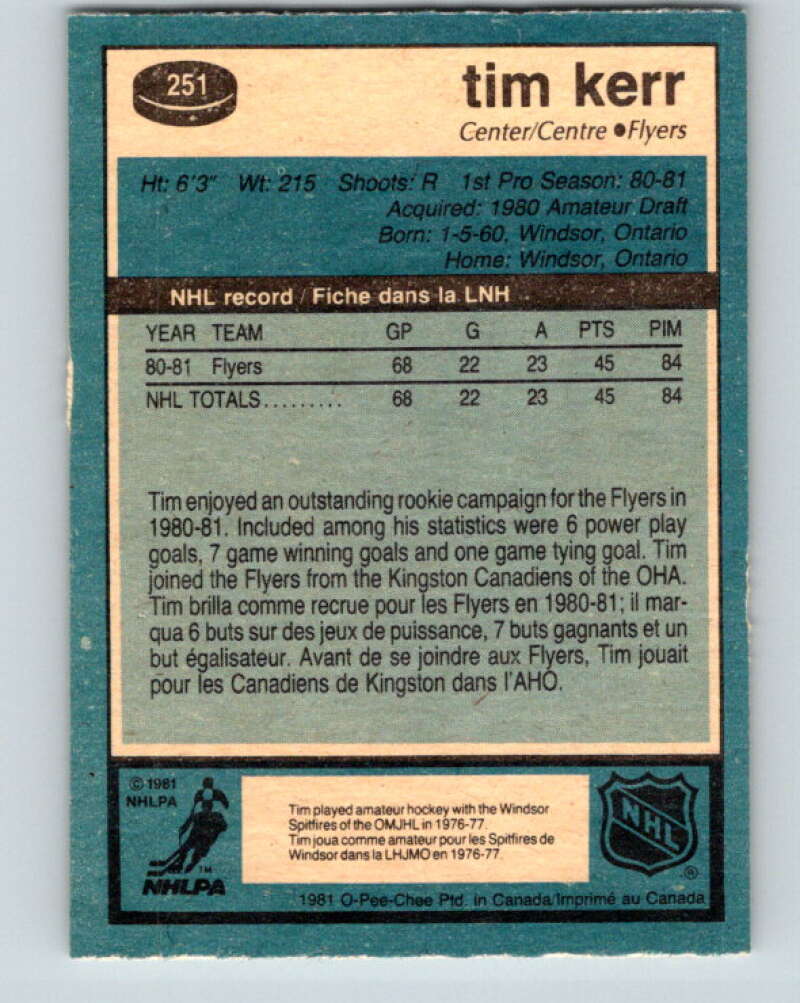 251
tim kerr
Center/Centre ●Flyers
Ht: 6'3" Wt: 215 Shoots: R 1st Pro Season: 80-81
Acquired: 1980 Amateur Draft
Born: 1-5-60, Windsor, Ontario
Home: Windsor, Ontario
NHL record / Fiche dans la LNH
YEAR TEAM GP G A PTS PIM
80-81 Flyers 68 22 23 45 84
NHL TOTALS......... 68 22 23 45 84
Tim enjoyed an outstanding rookie campaign for the Flyers in
1980-81. Included among his statistics were 6 power play
goals, 7 game winning goals and one game tying goal. Tim
joined the Flyers from the Kingston Canadiens of the OHA.
Tim brilla comme recrue pour les Flyers en 1980-81; il mar-
qua 6 buts sur des jeux de puissance, 7 buts gagnants et un
but égalisateur. Avant de se joindre aux Flyers, Tim jouait
pour les Canadiens de Kingston dans l'AHO.
© 1981
NHLPA
TM
NHLPA
Tim played amateur hockey with the Windsor
Spitfires of the OMJHL in 1976-77.
Tim joua comme amateur pour les Spitfires de
Windsor dans la LHJMO en 1976-77.
NHL
®
1981 O-Pee-Chee Ptd. in Canada/Imprimé au Canada